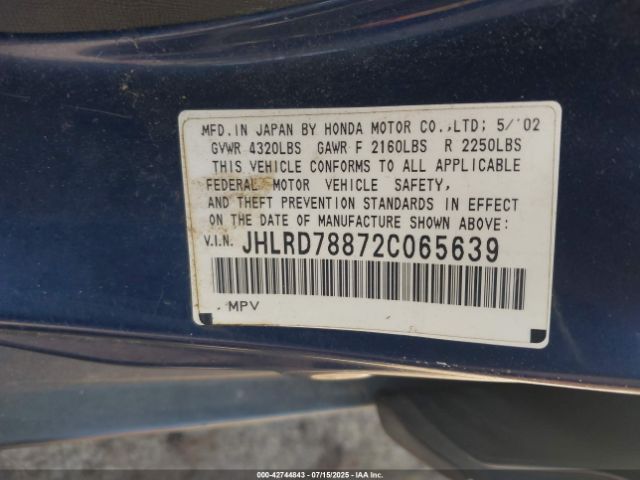 MFD. IN JAPAN BY HONDA MOTOR CO.,LTD; 5/'02
GVWR 4320LBS GAWR F 2160LBS R 2250LBS
THIS VEHICLE CONFORMS TO ALL APPLICABLE
FEDERAL MOTOR VEHICLE SAFETY,
AND THEFT PREVENTION STANDARDS IN EFFECT
ON THE DATE OF MANUFACTURE SHOWN ABOVE:
V.I.N. JHLRD78872C065639
MPV
000-42744843 - 07/15/2025 - IAA Inc.